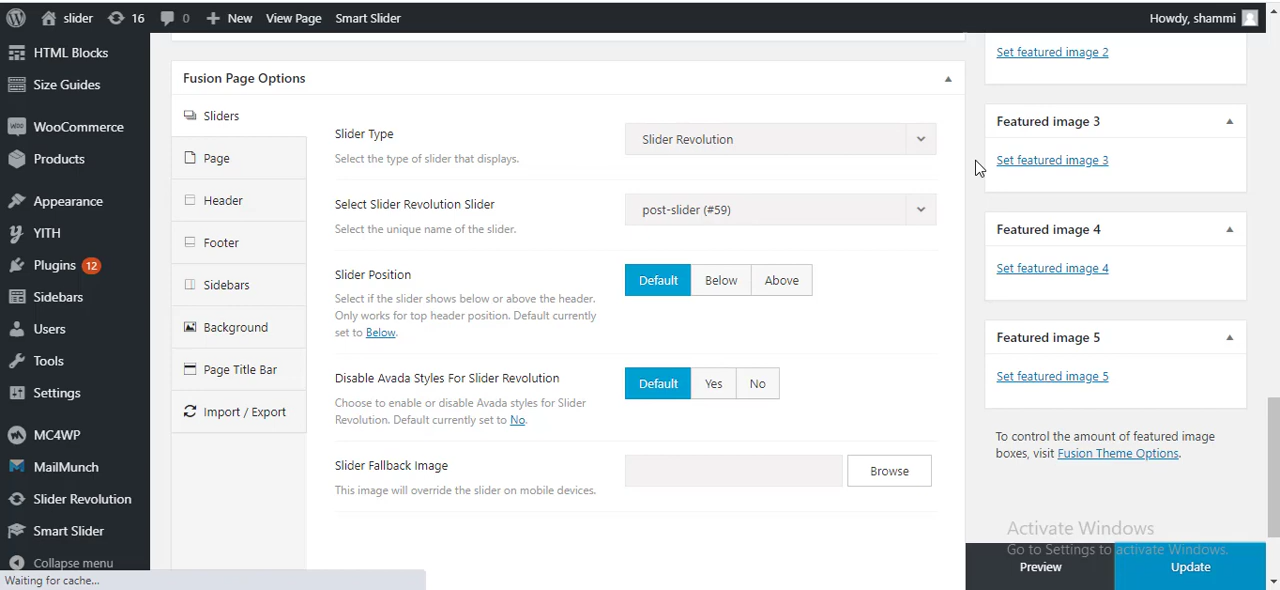 slider 16 0 New View Page Smart Slider Howdy, shammi
HTML Blocks
Size Guides
WooCommerce
Products
Appearance
YITH
Plugins 12
Sidebars
Users
Tools
Settings
MC4WP
MailMunch
Slider Revolution
Smart Slider
Collapse menu
Waiting for cache...
Fusion Page Options
Sliders
Page
Header
Footer
Sidebars
Background
Page Title Bar
Import / Export
Slider Type
Select the type of slider that displays.
Slider Revolution
Select Slider Revolution Slider
Select the unique name of the slider.
post-slider (#59)
Slider Position
Select if the slider shows below or above the header.
Only works for top header position. Default currently
set to Below.
Default Below Above
Disable Avada Styles For Slider Revolution
Choose to enable or disable Avada styles for Slider
Revolution. Default currently set to No.
Default Yes No
Slider Fallback Image
This image will override the slider on mobile devices.
Browse
Set featured image 2
Featured image 3
Set featured image 3
Featured image 4
Set featured image 4
Featured image 5
Set featured image 5
To control the amount of featured image
boxes, visit Fusion Theme Options.
Activate Windows
Go to Settings to activate Windows.
Preview Update